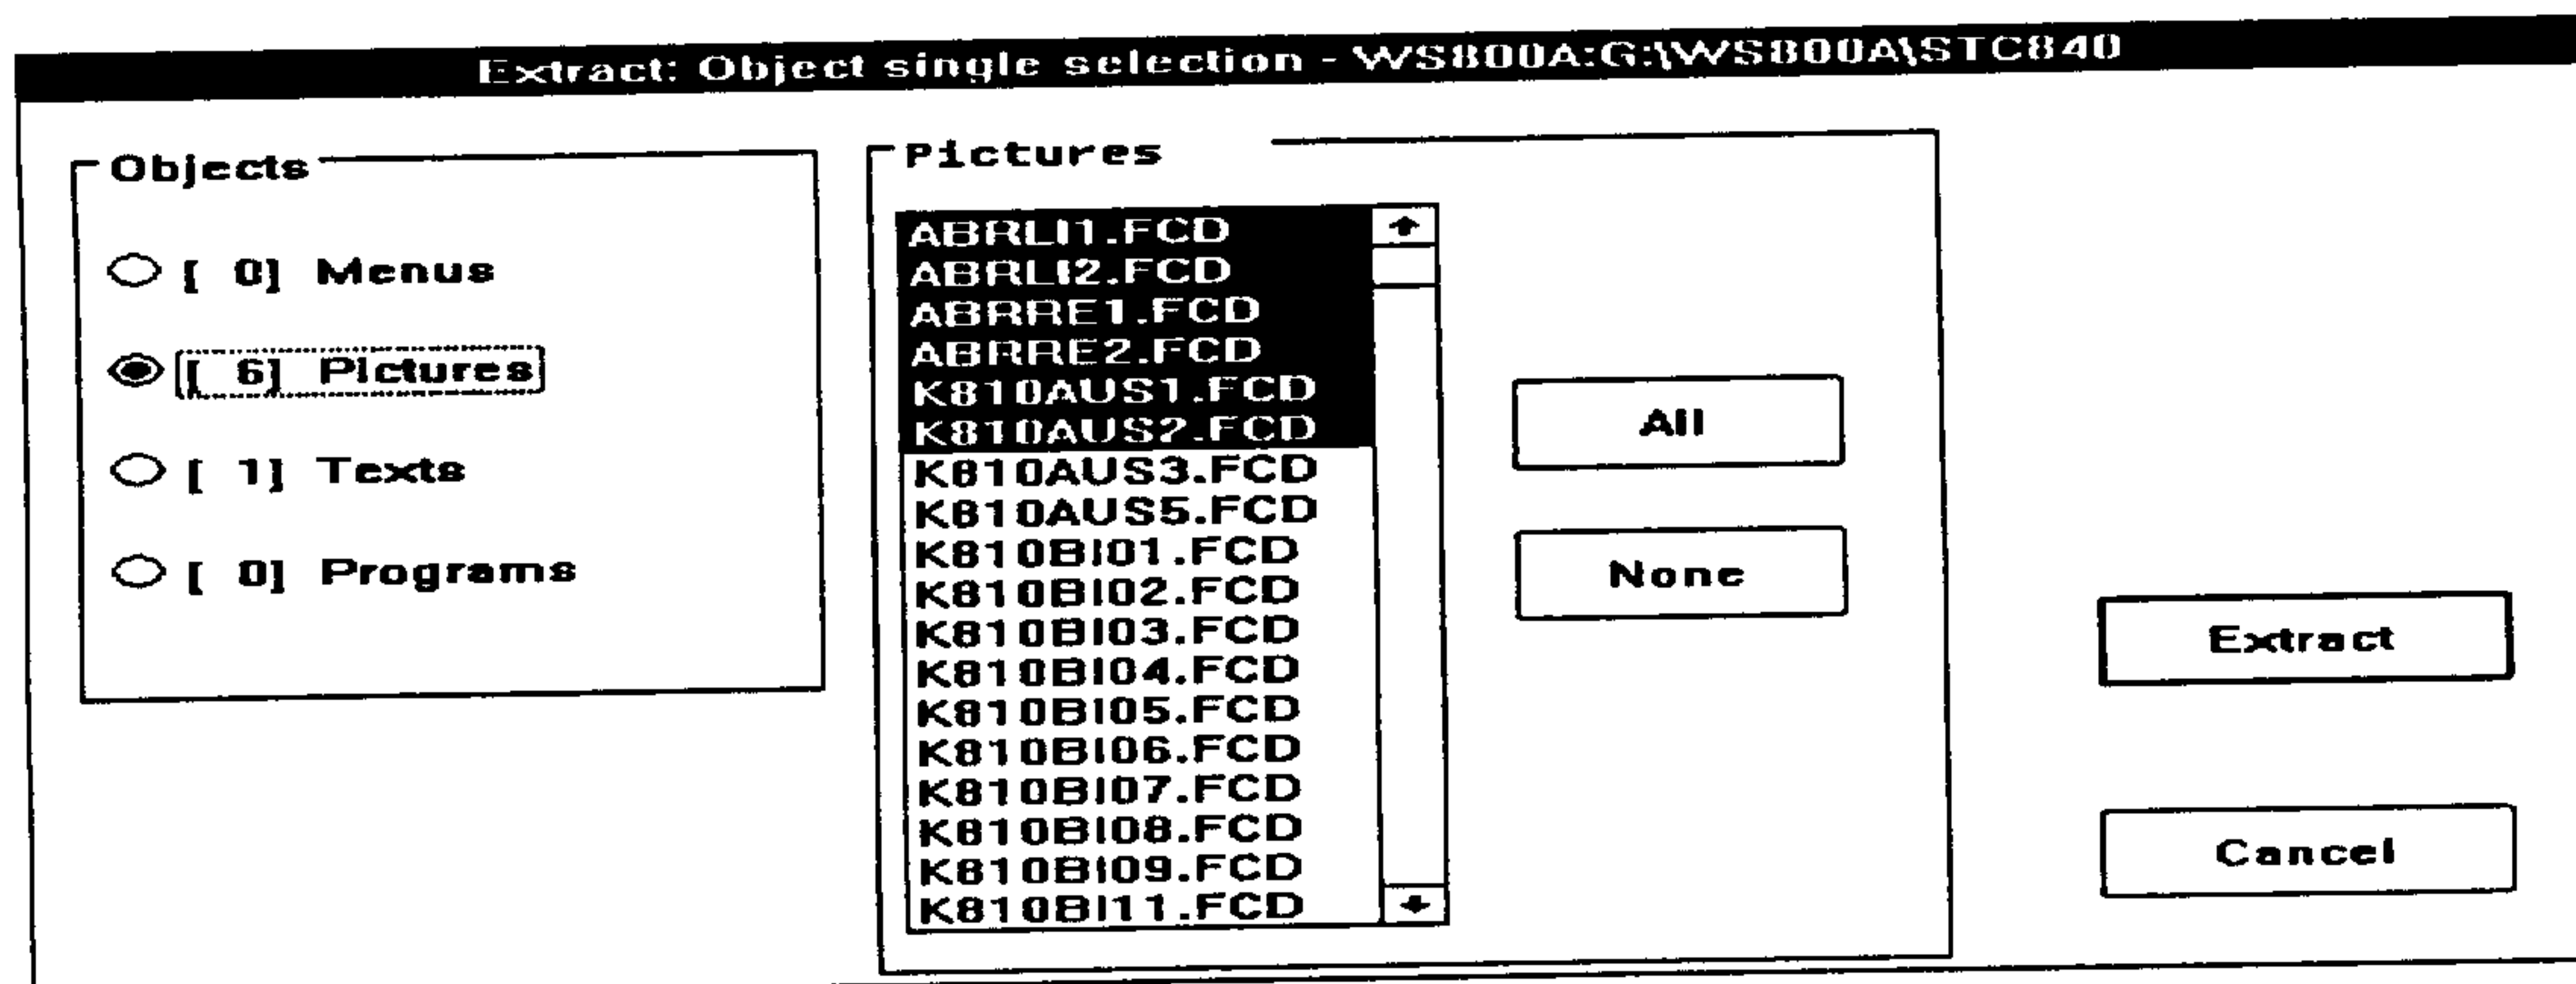 Extract: Object single selection - WS800A:G:\WS800A\STC840
Objects
[ 0] Menus
[ 6] Pictures
[ 1] Texts
[ 0] Programs
Pictures
ABRLI1.FCD
ABRLI2.FCD
ABRRE1.FCD
ABRRE2.FCD
K810AUS1.FCD
K810AUS2.FCD
K810AUS3.FCD
K810AUS5.FCD
K810BI01.FCD
K810BI02.FCD
K810BI03.FCD
K810BI04.FCD
K810BI05.FCD
K810BI06.FCD
K810BI07.FCD
K810BI08.FCD
K810BI09.FCD
K810BI11.FCD
All
None
Extract
Cancel